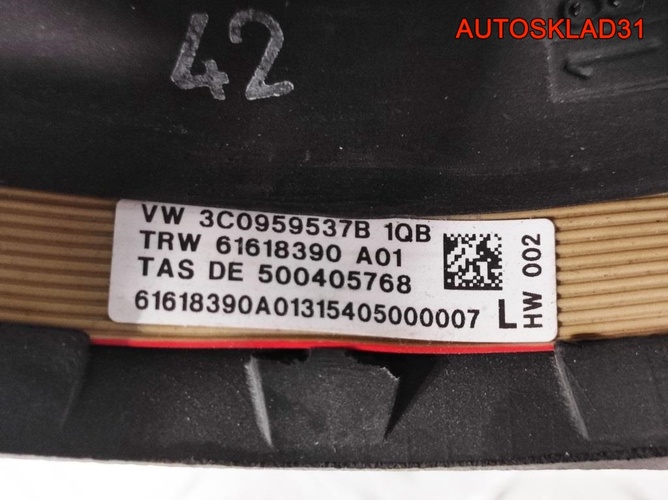 AUTOSKLAD31
42
VW 3C0959537B 1QB
TRW 61618390 A01
TAS DE 500405768
61618390A01315405000007 L
HW 002